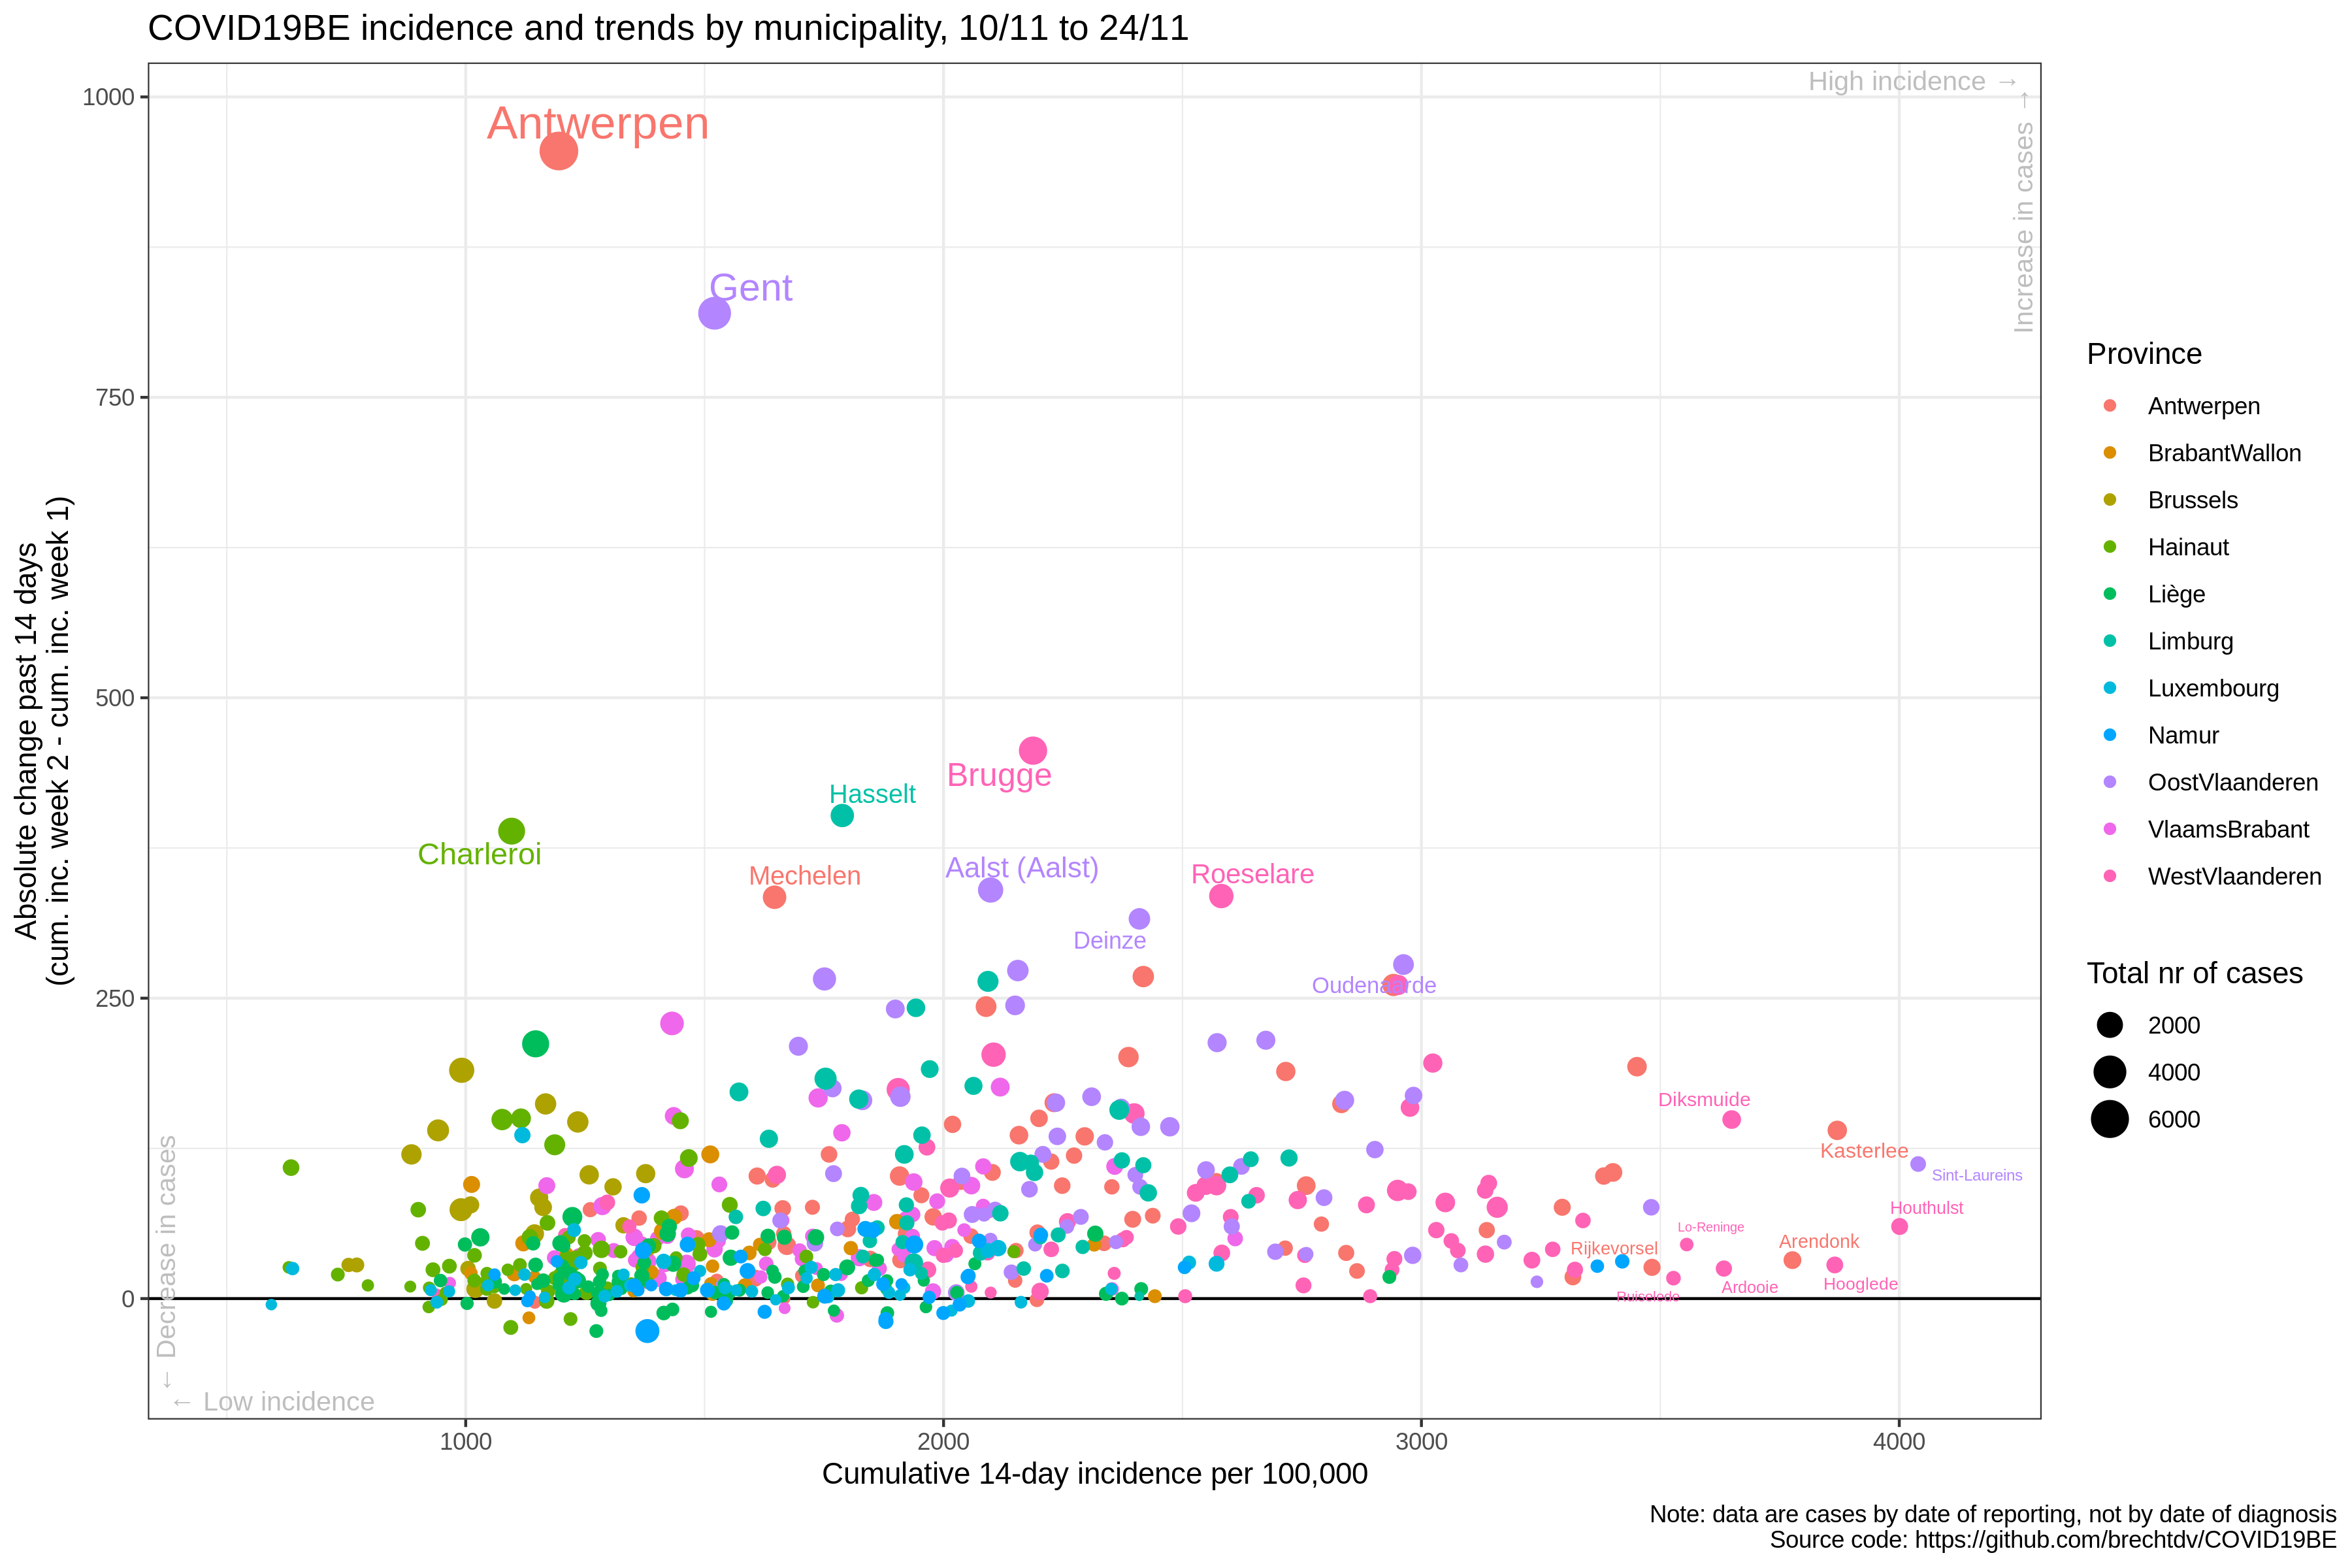 COVID19BE incidence and trends by municipality, 10/11 to 24/11
High incidence →
Increase in cases →
1000
750
500
250
0
Absolute change past 14 days
(cum. inc. week 2 - cum. inc. week 1)
Antwerpen
Gent
Brugge
Hasselt
Charleroi
Mechelen
Aalst (Aalst)
Roeselare
Deinze
Oudenaarde
Diksmuide
Kasterlee
Sint-Laureins
Houthulst
Lo-Reninge
Rijkevorsel
Arendonk
Ardooie
Hooglede
Ruiselede
← Decrease in cases
← Low incidence
1000
2000
3000
4000
Cumulative 14-day incidence per 100,000
Province
Antwerpen
BrabantWallon
Brussels
Hainaut
Liège
Limburg
Luxembourg
Namur
OostVlaanderen
VlaamsBrabant
WestVlaanderen
Total nr of cases
2000
4000
6000
Note: data are cases by date of reporting, not by date of diagnosis
Source code: https://github.com/brechtdv/COVID19BE